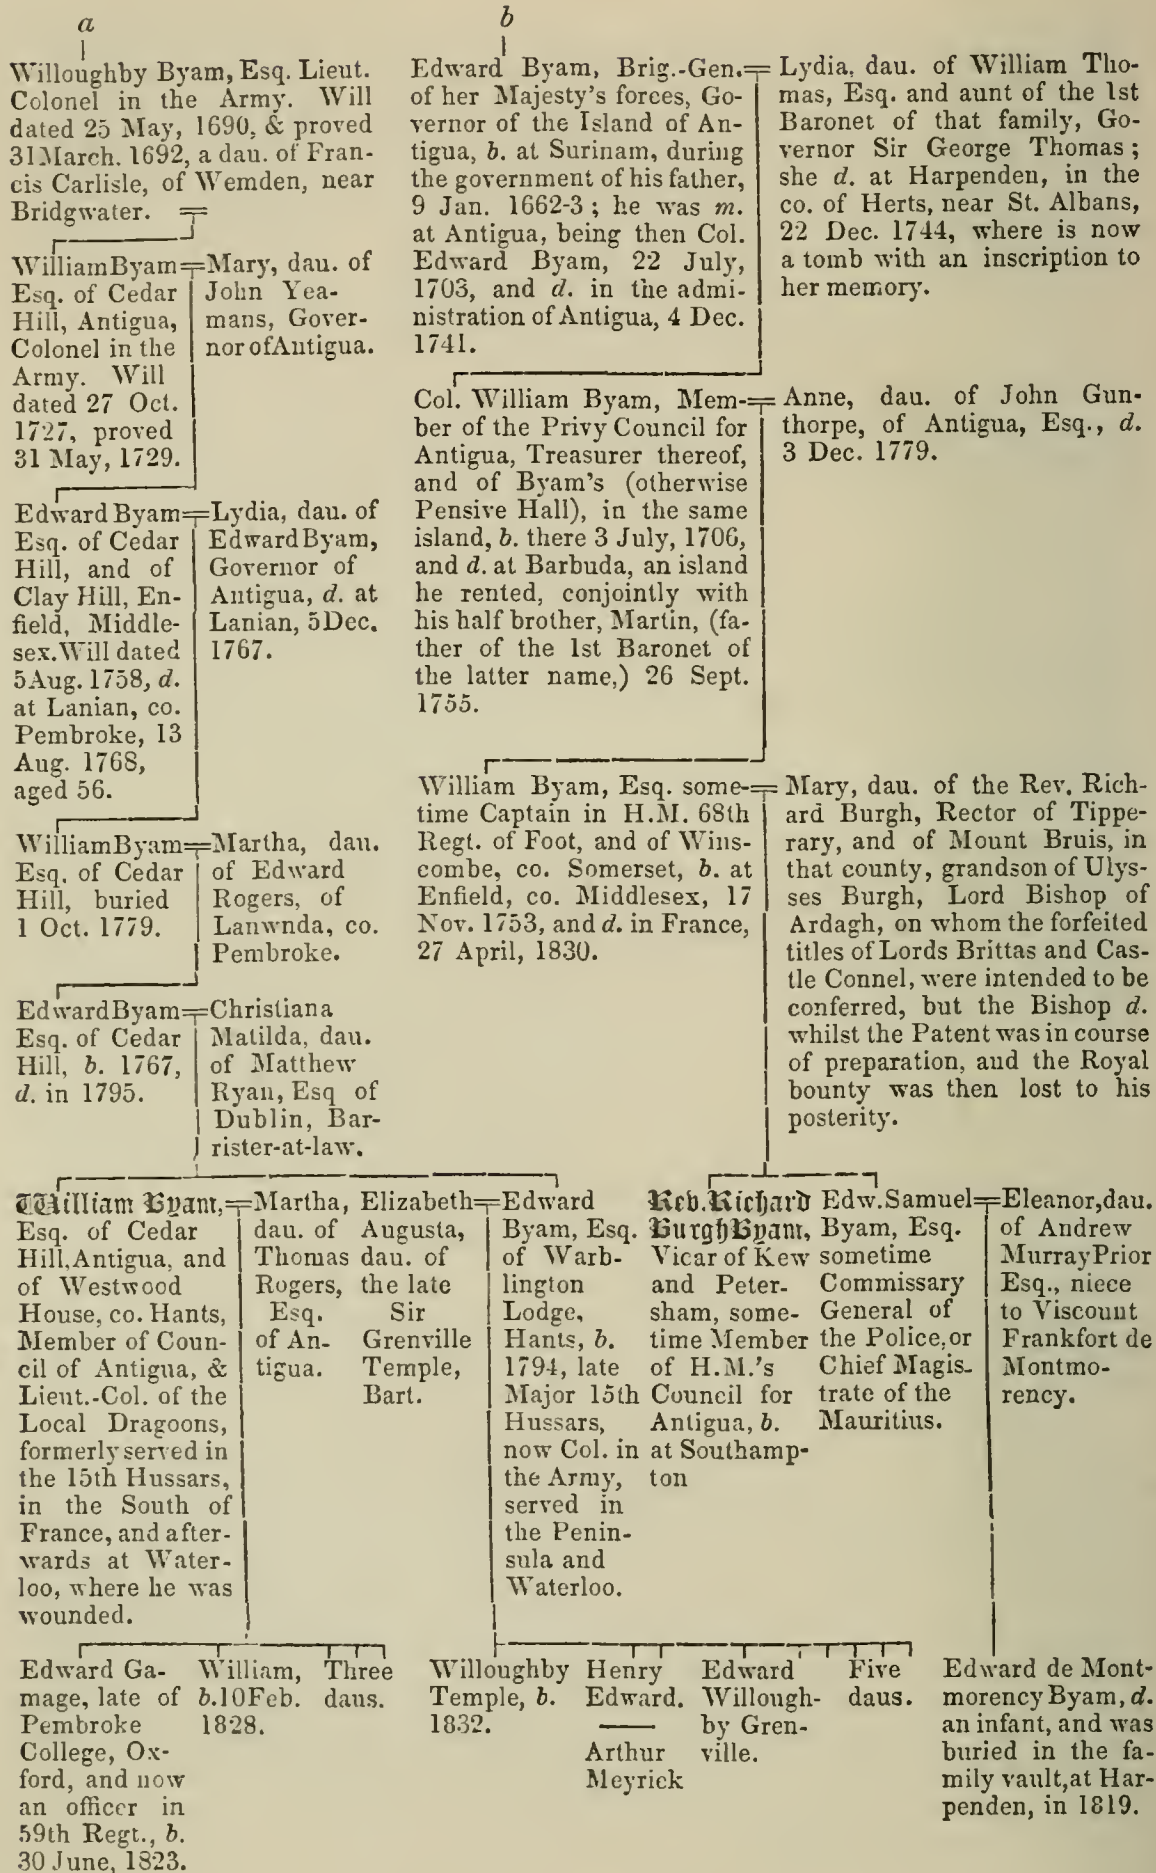 a
Willoughby Byam, Esq. Lieut.
Colonel in the Army. Will
dated 25 May, 1690, & proved
31 March. 1692, a dau. of Fran-
cis Carlisle, of Wemden, near
Bridgwater.
William Byam
Esq. of Cedar
Hill, Antigua,
Colonel in the
Army. Will
dated 27 Oct.
1727, proved
31 May, 1729.
Mary, dau. of
John Yea-
mans, Gover-
nor of Antigua.
Edward Byam
Esq. of Cedar
Hill, and of
Clay Hill, En-
field, Middle-
sex. Will dated
5 Aug. 1758, d.
at Lanian, co.
Pembroke, 13
Aug. 1768,
aged 56.
Lydia, dau. of
Edward Byam,
Governor of
Antigua, d. at
Lanian, 5 Dec.
1767.
William Byam
Esq. of Cedar
Hill, buried
1 Oct. 1779.
Martha, dau.
of Edward
Rogers, of
Lanwnda, co.
Pembroke.
Edward Byam
Esq. of Cedar
Hill, b. 1767,
d. in 1795.
Christiana
Matilda, dau.
of Matthew
Ryan, Esq of
Dublin, Bar-
rister-at-law.
b
Edward Byam, Brig.-Gen.
of her Majesty's forces, Go-
vernor of the Island of An-
tigua, b. at Surinam, during
the government of his father,
9 Jan. 1662-3; he was m.
at Antigua, being then Col.
Edward Byam, 22 July,
1703, and d. in the admi-
nistration of Antigua, 4 Dec.
1741.
Lydia, dau. of William Tho-
mas, Esq. and aunt of the 1st
Baronet of that family, Go-
vernor Sir George Thomas;
she d. at Harpenden, in the
co. of Herts, near St. Albans,
22 Dec. 1744, where is now
a tomb with an inscription to
her memory.
Col. William Byam, Mem-
ber of the Privy Council for
Antigua, Treasurer thereof,
and of Byam's (otherwise
Pensive Hall), in the same
island, b. there 3 July, 1706,
and d. at Barbuda, an island
he rented, conjointly with
his half brother, Martin, (fa-
ther of the 1st Baronet of
the latter name,) 26 Sept.
1755.
Anne, dau. of John Gun-
thorpe, of Antigua, Esq., d.
3 Dec. 1779.
William Byam, Esq. some-
time Captain in H.M. 68th
Regt. of Foot, and of Wins-
combe, co. Somerset, b. at
Enfield, co. Middlesex, 17
Nov. 1753, and d. in France,
27 April, 1830.
Mary, dau. of the Rev. Rich-
ard Burgh, Rector of Tippe-
rary, and of Mount Bruis, in
that county, grandson of Ulys-
ses Burgh, Lord Bishop of
Ardagh, on whom the forfeited
titles of Lords Brittas and Cas-
tle Connel, were intended to be
conferred, but the Bishop d.
whilst the Patent was in course
of preparation, and the Royal
bounty was then lost to his
posterity.
William Byam,
Esq. of Cedar
Hill, Antigua, and
of Westwood
House, co. Hants,
Member of Coun-
cil of Antigua, &
Lieut.-Col. of the
Local Dragoons,
formerly served in
the 15th Hussars,
in the South of
France, and after-
wards at Water-
loo, where he was
wounded.
Martha,
dau. of
Thomas
Rogers,
Esq.
of An-
tigua.
Elizabeth
Augusta,
dau. of
the late
Sir
Grenville
Temple,
Bart.
Edward
Byam, Esq.
of Warb-
lington
Lodge,
Hants, b.
1794, late
Major 15th
Hussars,
now Col. in
the Army,
served in
the Penin-
sula and
Waterloo.
Rev. Richard
Burgh Byam,
Vicar of Kew
and Peter-
sham, some-
time Member
of H.M.'s
Council for
Antigua, b.
at Southamp-
ton
Edw. Samuel
Byam, Esq.
sometime
Commissary
General of
the Police, or
Chief Magis-
trate of the
Mauritius.
Eleanor, dau.
of Andrew
Murray Prior
Esq., niece
to Viscount
Frankfort de
Montmo-
rency.
Edward Ga-
mage, late of
Pembroke
College, Ox-
ford, and now
an officer in
59th Regt., b.
30 June, 1823.
William,
b. 10 Feb.
1828.
Three
daus.
Willoughby
Temple, b.
1832.
Henry
Edward.
Arthur
Meyrick
Edward
Willough-
by Gren-
ville.
Five
daus.
Edward de Mont-
morency Byam, d.
an infant, and was
buried in the fa-
mily vault, at Har-
penden, in 1819.